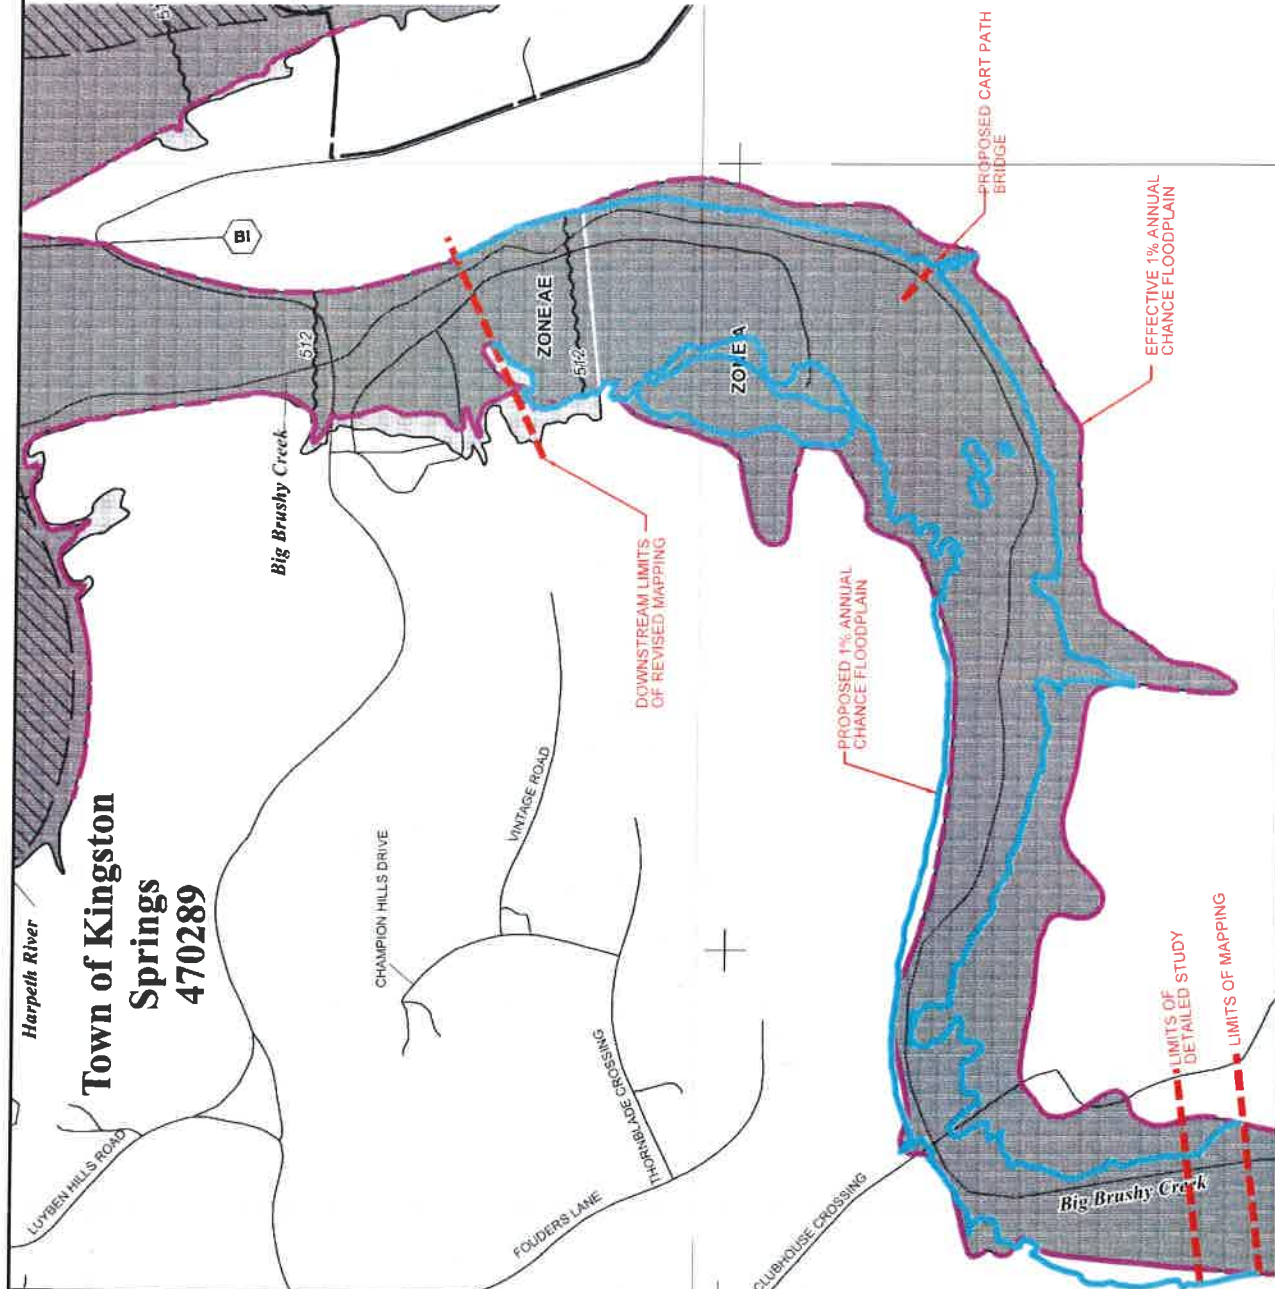 Harpeth River
Town of Kingston
Springs
470289
51
BI
512
Big Brushy Creek
ZONE AE
512
ZONE A
PROPOSED CART PATH
BRIDGE
EFFECTIVE 1% ANNUAL
CHANCE FLOODPLAIN
DOWNSTREAM LIMITS
OF REVISED MAPPING
PROPOSED 1% ANNUAL
CHANCE FLOODPLAIN
VINTAGE ROAD
CHAMPION HILLS DRIVE
LUYBEN HILLS ROAD
THORNBLADE CROSSING
FOUDERS LANE
CLUBHOUSE CROSSING
Big Brushy Creek
LIMITS OF
DETAILED STUDY
LIMITS OF MAPPING